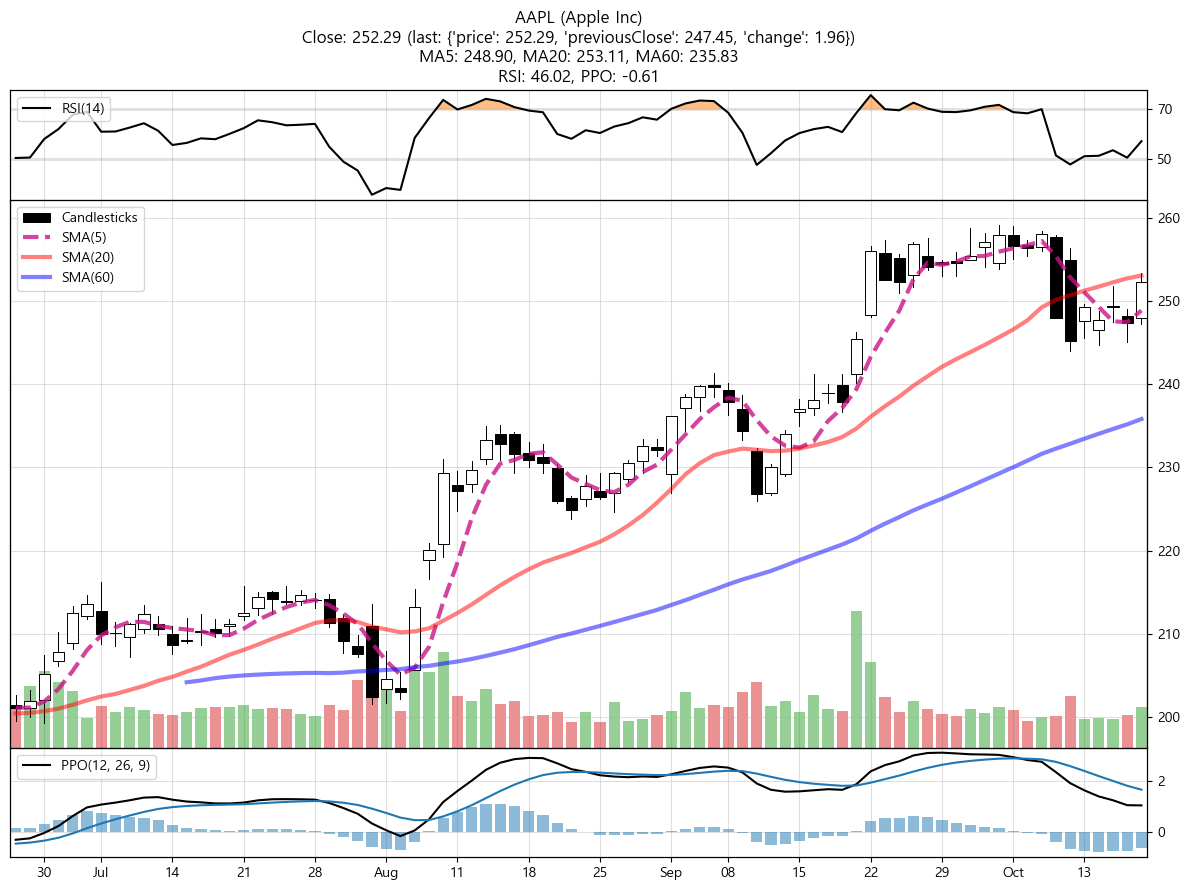 AAPL (Apple Inc)
Close: 252.29 (last: {'price': 252.29, 'previousClose': 247.45, 'change': 1.96})
MA5: 248.90, MA20: 253.11, MA60: 235.83
RSI: 46.02, PPO: -0.61
RSI(14)
70
50
Candlesticks
SMA(5)
SMA(20)
SMA(60)
260
250
240
230
220
210
200
PPO(12, 26, 9)
2
0
30 Jul 14 21 28 Aug 11 18 25 Sep 08 15 22 29 Oct 13